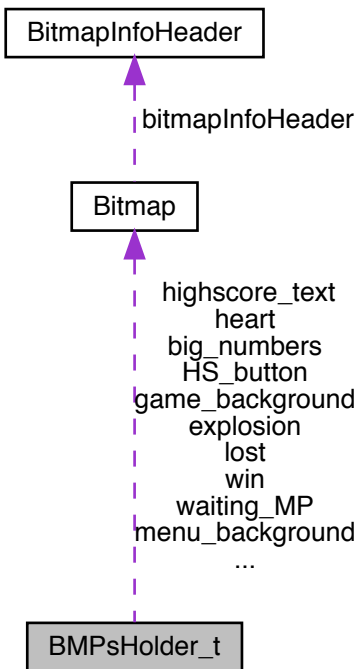 BitmapInfoHeader
bitmapInfoHeader
Bitmap
highscore_text
heart
big_numbers
HS_button
game_background
explosion
lost
win
waiting_MP
menu_background
...
BMPsHolder_t